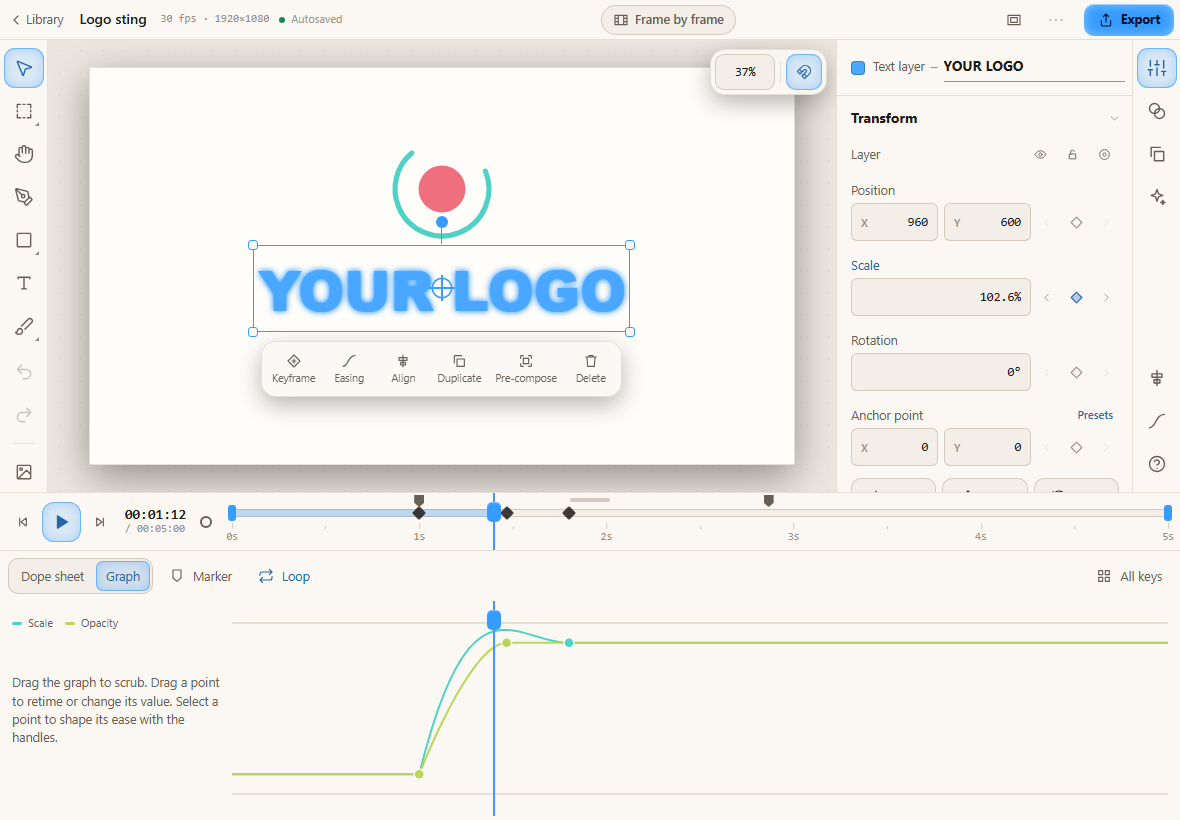 Library
Logo sting
30 fps · 1920×1080
Autosaved
Frame by frame
Export
37%
Text layer – YOUR LOGO
Transform
Layer
Position
X 960
Y 600
Scale
102.6%
Rotation
0°
Anchor point
Presets
X 0
Y 0
YOUR LOGO
Keyframe
Easing
Align
Duplicate
Pre-compose
Delete
00:01:12
/ 00:05:00
0s
1s
2s
3s
4s
5s
Dope sheet
Graph
Marker
Loop
All keys
Scale
Opacity
Drag the graph to scrub. Drag a point
to retime or change its value. Select a
point to shape its ease with the
handles.